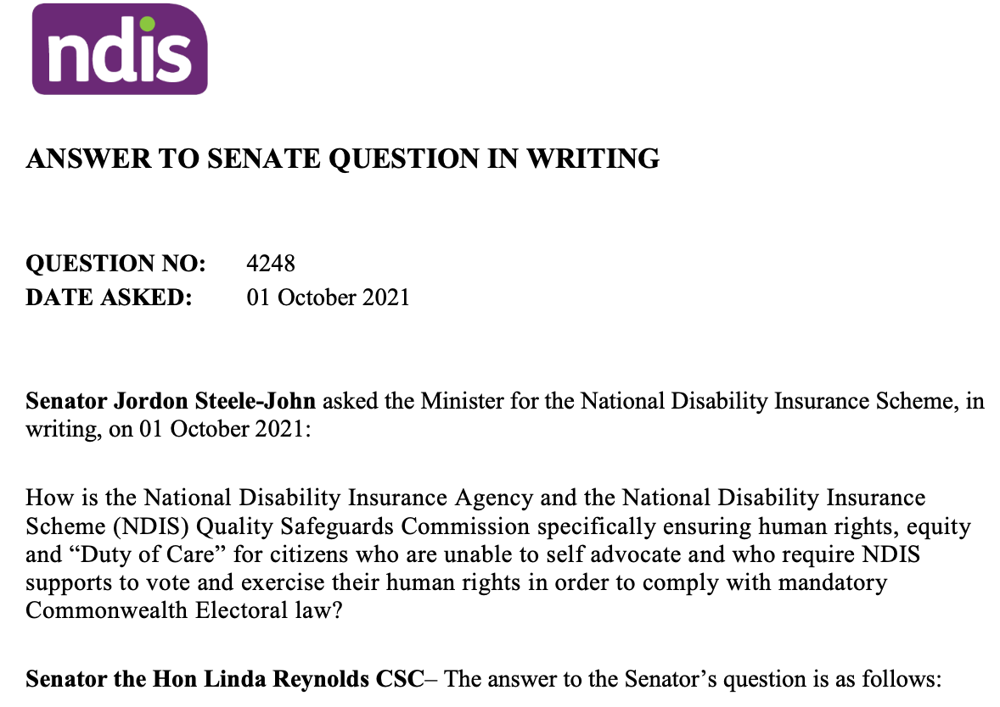 ndis
ANSWER TO SENATE QUESTION IN WRITING
QUESTION NO: 4248
DATE ASKED: 01 October 2021
Senator Jordon Steele-John asked the Minister for the National Disability Insurance Scheme, in
writing, on 01 October 2021:
How is the National Disability Insurance Agency and the National Disability Insurance
Scheme (NDIS) Quality Safeguards Commission specifically ensuring human rights, equity
and “Duty of Care” for citizens who are unable to self advocate and who require NDIS
supports to vote and exercise their human rights in order to comply with mandatory
Commonwealth Electoral law?
Senator the Hon Linda Reynolds CSC– The answer to the Senator’s question is as follows: